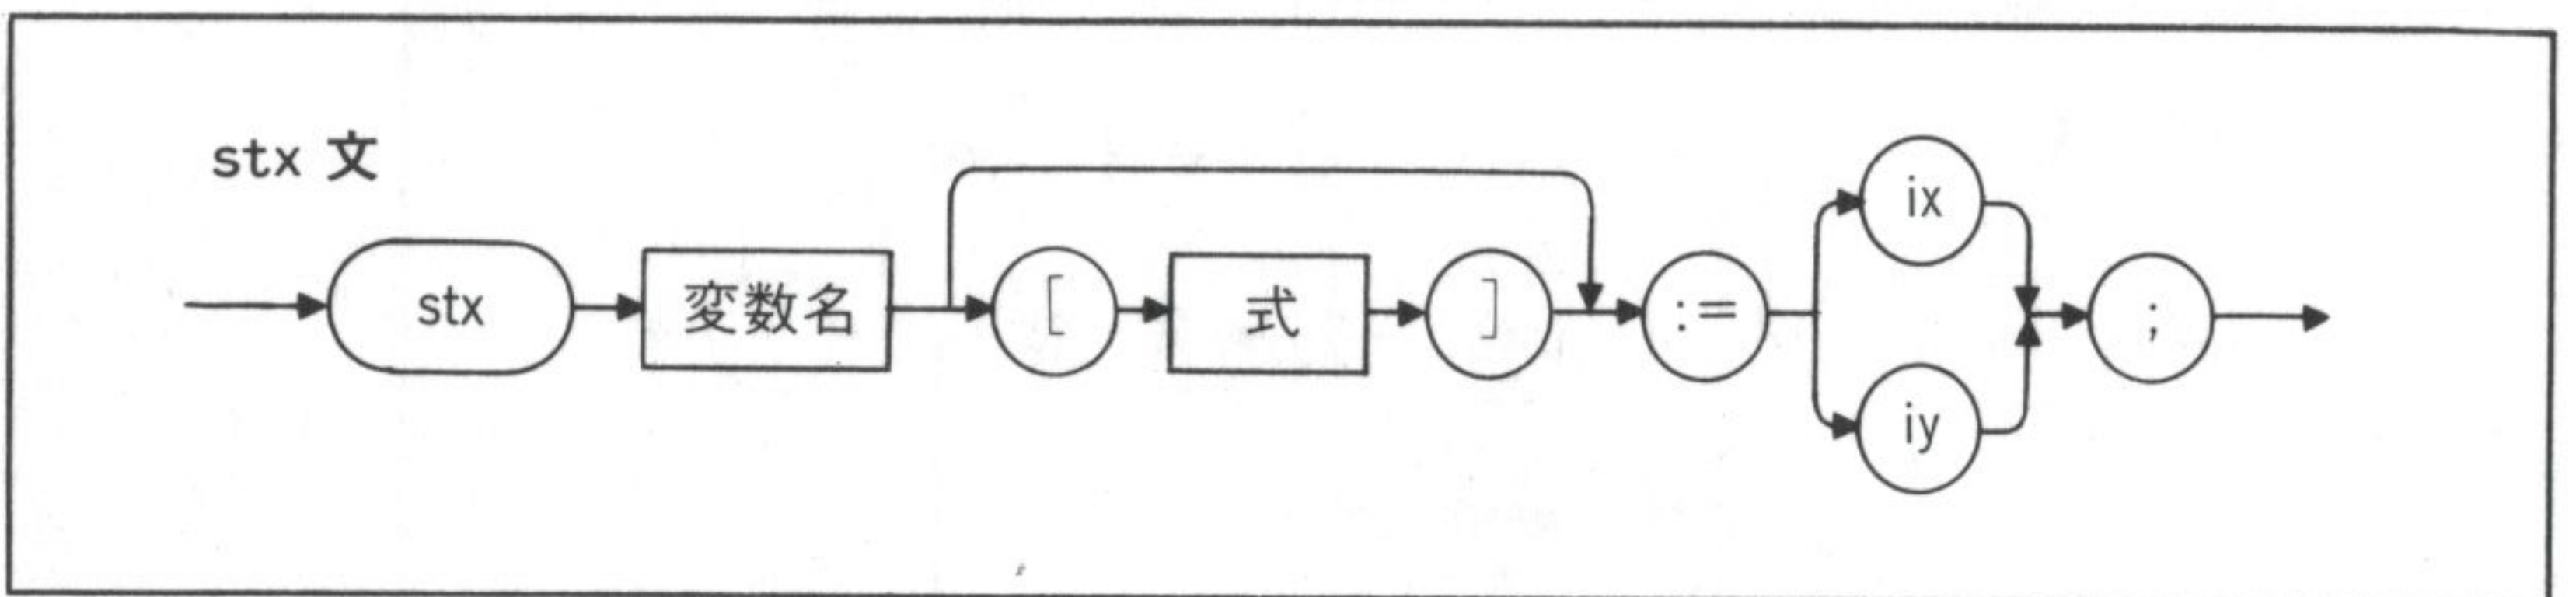 stx 文
ix
stx 変数名 [ 式 ] := ;
iy